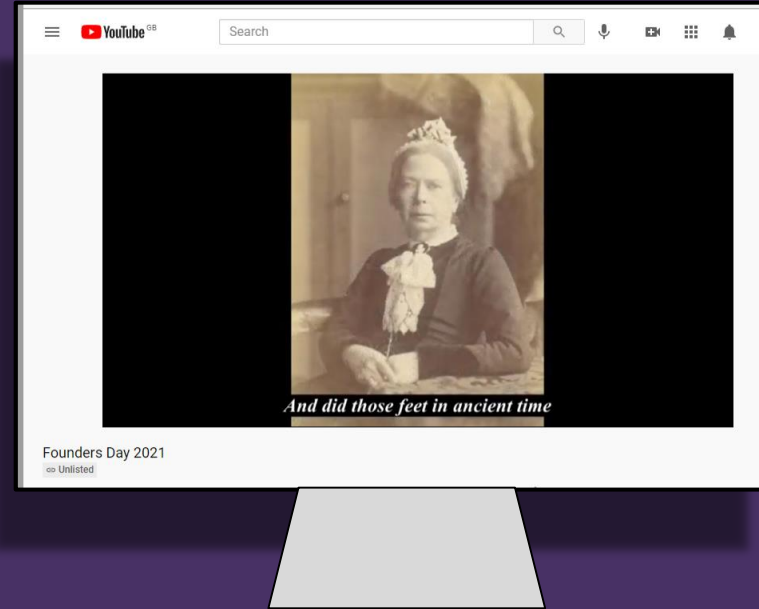 YouTube GB
Search
And did those feet in ancient time
Founders Day 2021
Unlisted